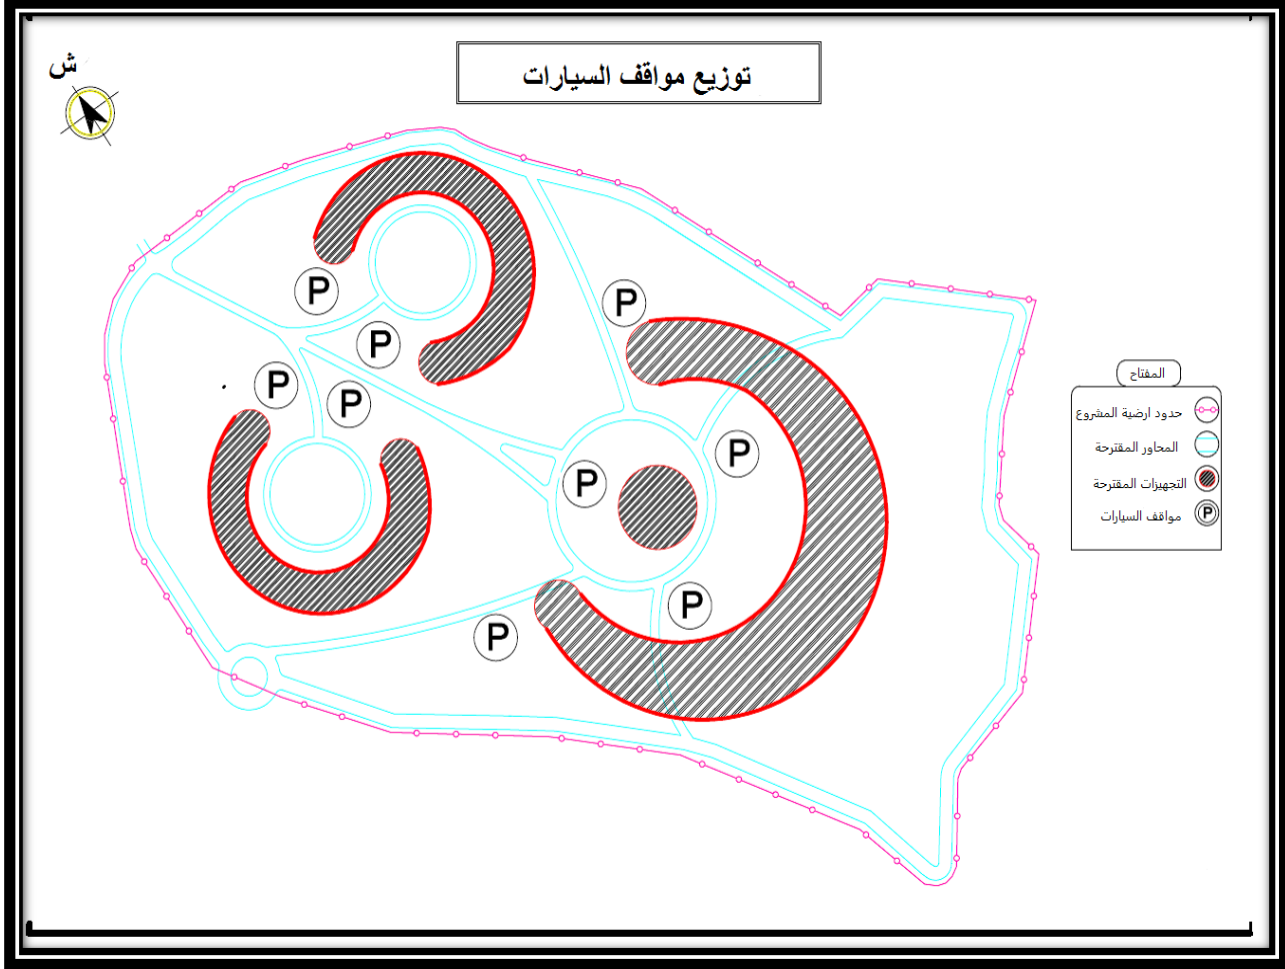 ش
توزيع مواقف السيارات
P
P
P
P
P
P
P
P
P
P
المفتاح
حدود ارضية المشروع
المحاور المقترحة
التجهيزات المقترحة
مواقف السيارات
P